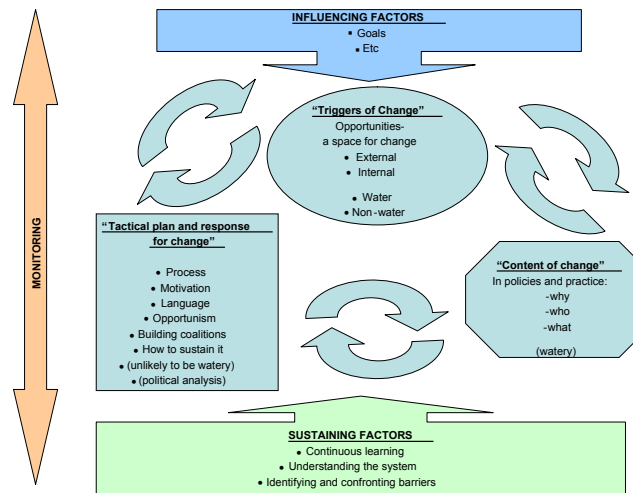 INFLUENCING FACTORS
▪ Goals
▪ Etc
MONITORING
“Triggers of Change”
Opportunities-
a space for change
• External
• Internal
• Water
• Non-water
“Tactical plan and response
for change”
• Process
• Motivation
• Language
• Opportunism
• Building coalitions
• How to sustain it
• (unlikely to be watery)
• (political analysis)
“Content of change”
In policies and practice:
-why
-who
-what
(watery)
SUSTAINING FACTORS
• Continuous learning
• Understanding the system
• Identifying and confronting barriers